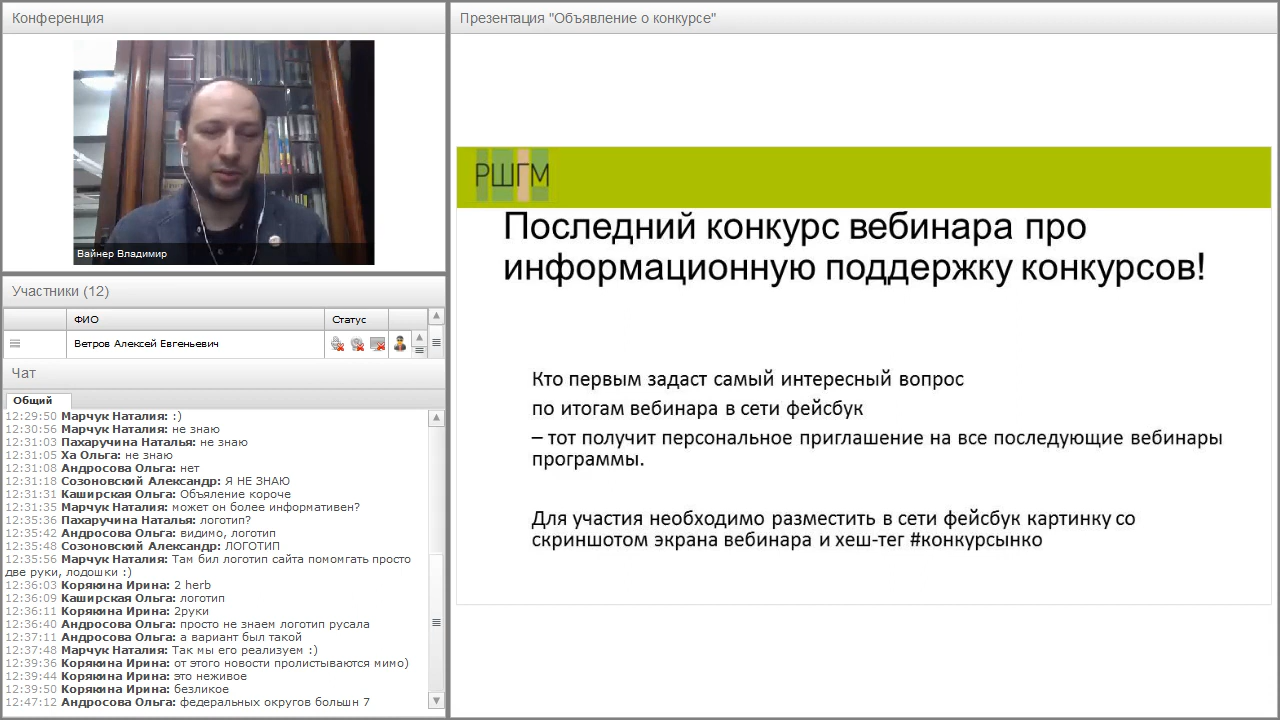 Конференция
Вайнер Владимир
Участники (12)
ФИО
Статус
Ветров Алексей Евгеньевич
Чат
Общий
12:29:50 Марчук Наталия: :)
12:30:56 Марчук Наталия: не знаю
12:31:03 Пахаручина Наталья: не знаю
12:31:05 Ха Ольга: не знаю
12:31:08 Андросова Ольга: нет
12:31:18 Созоновский Александр: Я НЕ ЗНАЮ
12:31:31 Каширская Ольга: Объяление короче
12:31:35 Марчук Наталия: может он более информативен?
12:35:36 Пахаручина Наталья: логотип?
12:35:42 Андросова Ольга: видимо, логотип
12:35:48 Созоновский Александр: ЛОГОТИП
12:35:56 Марчук Наталия: Там бил логотип сайта помомгать просто
две руки, лодошки :)
12:36:03 Корякина Ирина: 2 herb
12:36:09 Каширская Ольга: логотип
12:36:11 Корякина Ирина: 2руки
12:36:40 Андросова Ольга: просто не знаем логотип русала
12:37:11 Андросова Ольга: а вариант был такой
12:37:48 Марчук Наталия: Так мы его реализуем :)
12:39:36 Корякина Ирина: от этого новости пролистываются мимо)
12:39:44 Корякина Ирина: это неживое
12:39:50 Корякина Ирина: безликое
12:47:12 Андросова Ольга: федеральных округов большн 7
Презентация "Объявление о конкурсе"
РШГМ
Последний конкурс вебинара про
информационную поддержку конкурсов!
Кто первым задаст самый интересный вопрос
по итогам вебинара в сети фейсбук
– тот получит персональное приглашение на все последующие вебинары
программы.
Для участия необходимо разместить в сети фейсбук картинку со
скриншотом экрана вебинара и хеш-тег #конкурсынко